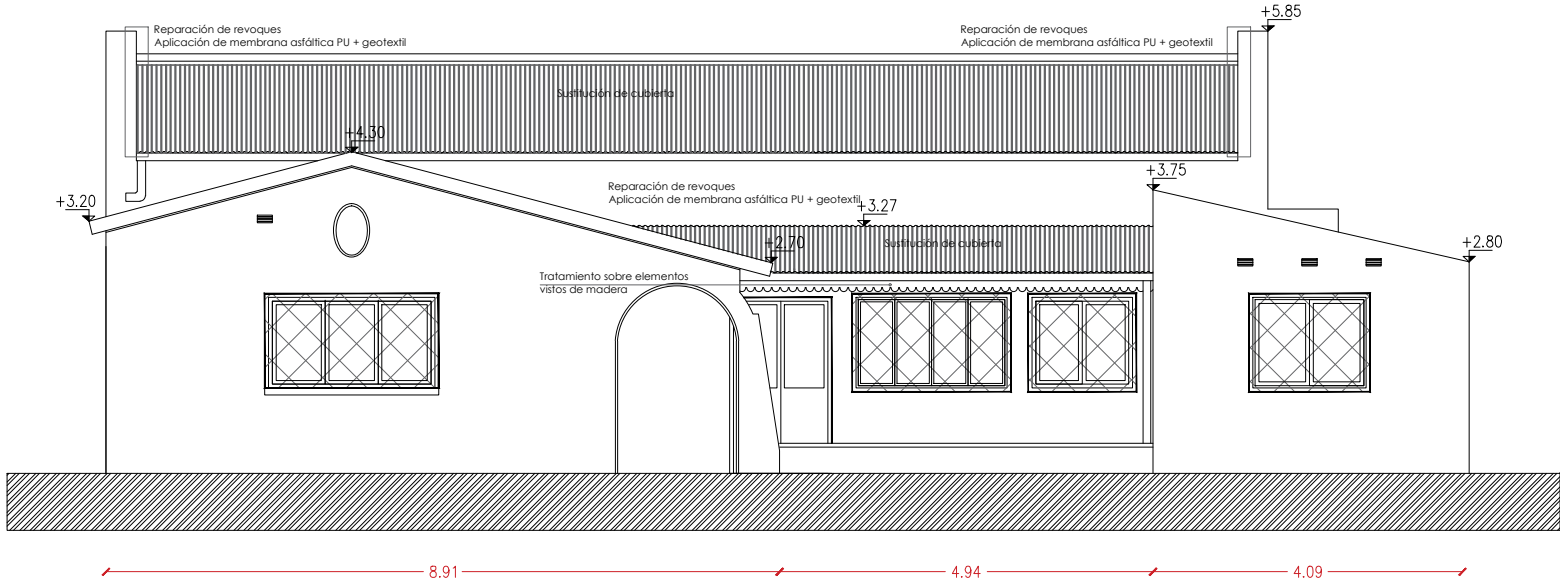 +5.85
Reparación de revoques
Aplicación de membrana asfáltica PU + geotextil
Reparación de revoques
Aplicación de membrana asfáltica PU + geotextil
Sustitución de cubierta
+4.30
+3.75
Reparación de revoques
Aplicación de membrana asfáltica PU + geotextil
+3.20
+3.27
+2.70
Sustitución de cubierta
+2.80
Tratamiento sobre elementos
vistos de madera
8.91
4.94
4.09